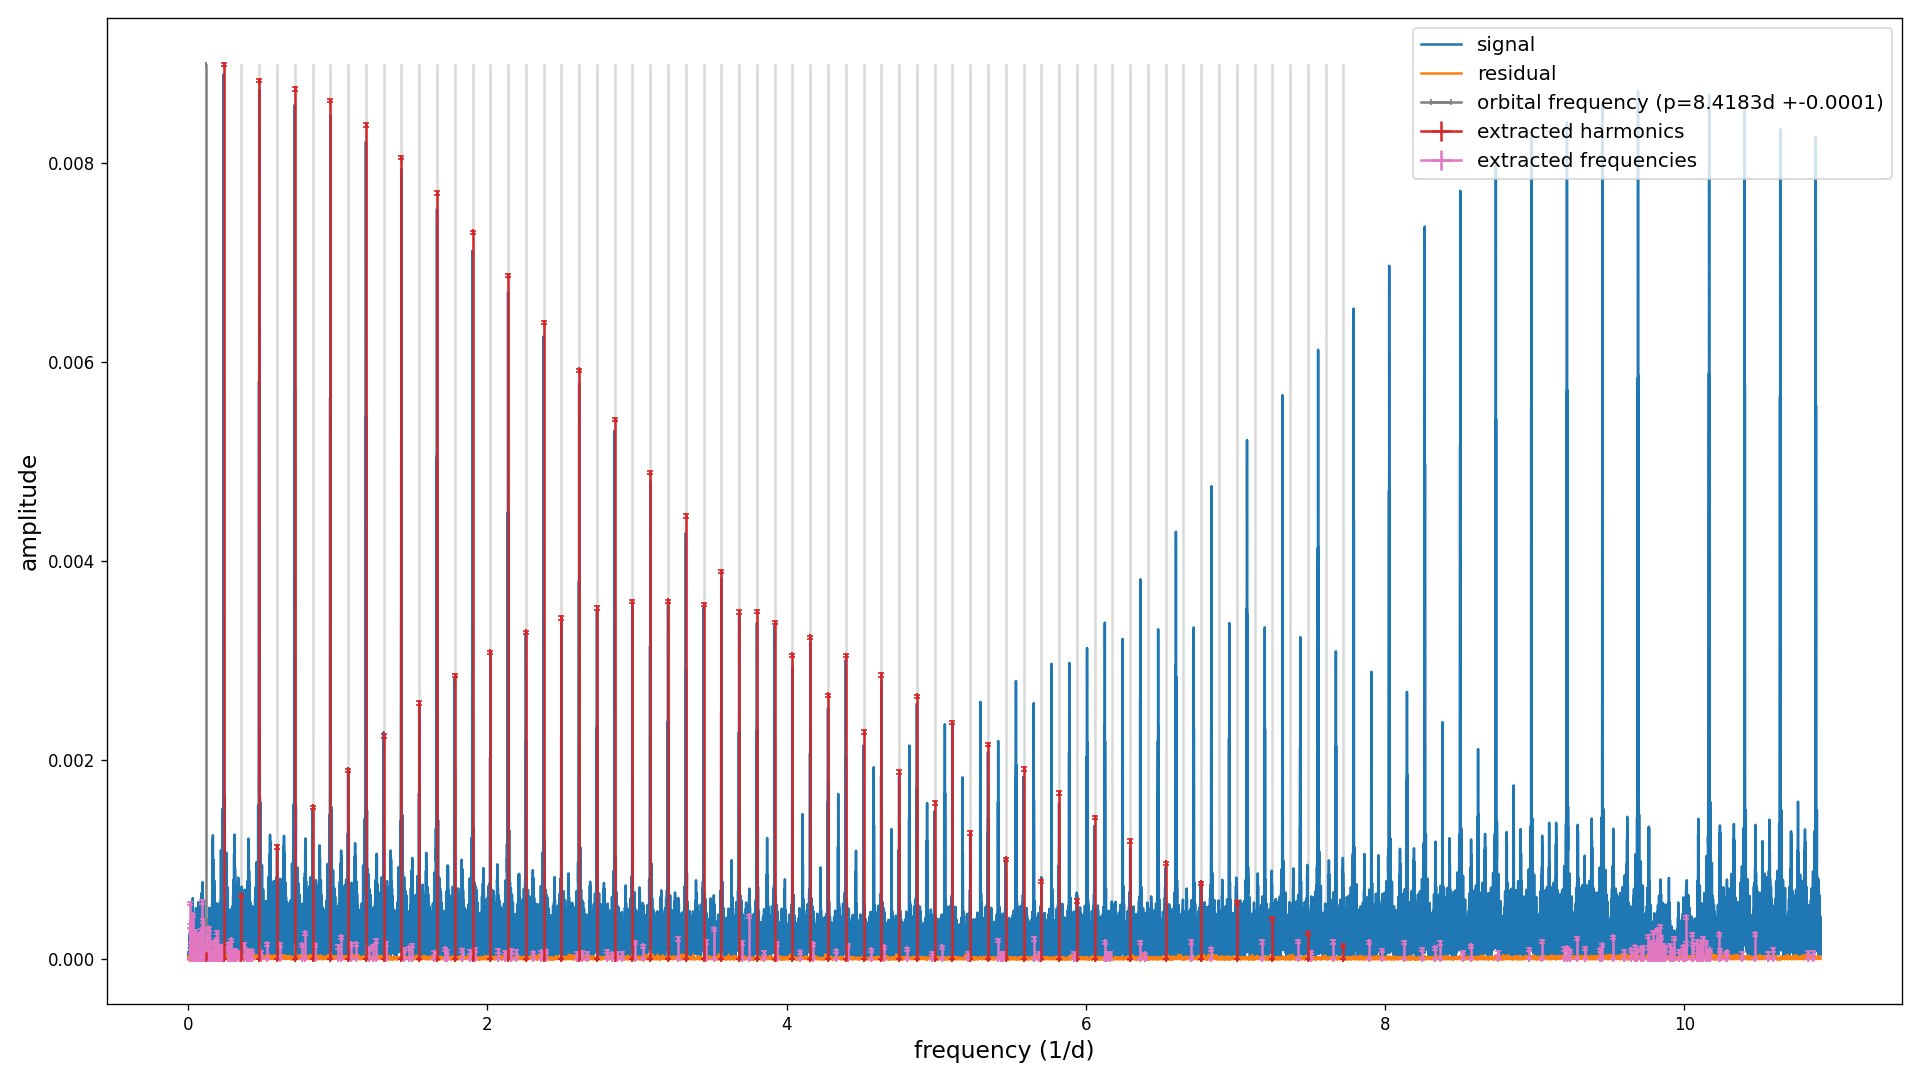 signal
residual
orbital frequency (p=8.4183d +-0.0001)
extracted harmonics
extracted frequencies
amplitude
0.008
0.006
0.004
0.002
0.000
0 2 4 6 8 10
frequency (1/d)